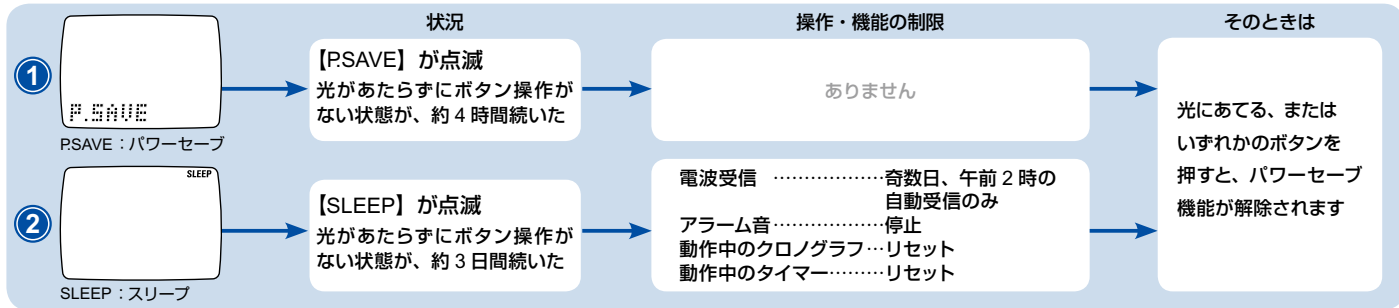 状況
操作・機能の制限
そのときは
1
P.SAVE
P.SAVE：パワーセーブ
【P.SAVE】が点滅
光があたらずにボタン操作が
ない状態が、約 4 時間続いた
ありません
2
SLEEP
SLEEP：スリープ
【SLEEP】が点滅
光があたらずにボタン操作が
ない状態が、約 3 日間続いた
電波受信 ………………奇数日、午前 2 時の
自動受信のみ
アラーム音………………停止
動作中のクロノグラフ…リセット
動作中のタイマー………リセット
光にあてる、または
いずれかのボタンを
押すと、パワーセーブ
機能が解除されます